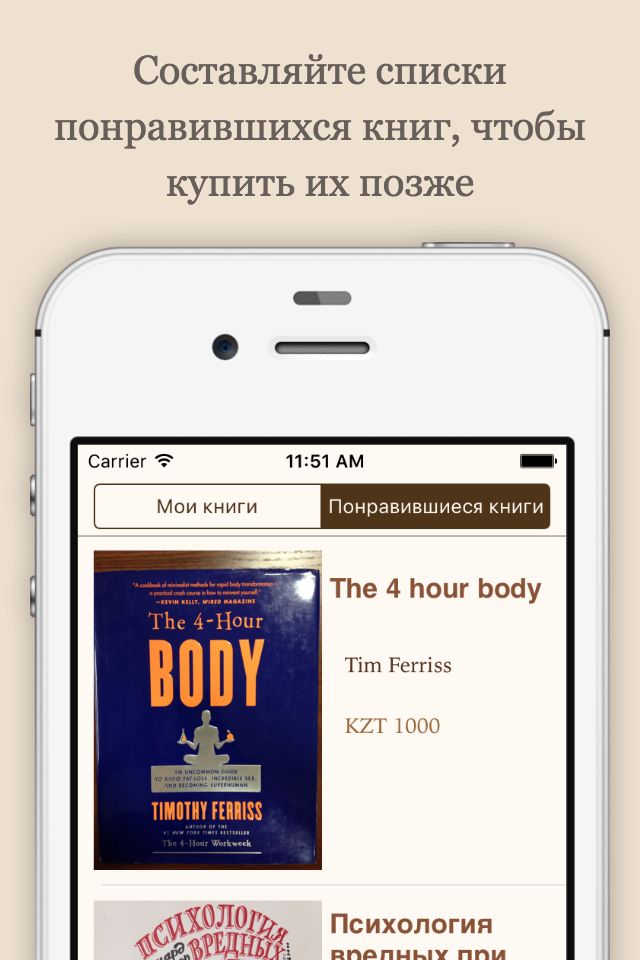 Составляйте списки
понравившихся книг, чтобы
купить их позже
Carrier 11:51 AM
Мои книги Понравившиеся книги
"A cookbook of minimalist methods for rapid body transformation—
a practical crash course in how to reinvent yourself."
—KEVIN KELLY, WIRED MAGAZINE
The 4-Hour
BODY
AN UNCOMMON GUIDE
TO RAPID FAT-LOSS, INCREDIBLE SEX,
AND BECOMING SUPERHUMAN
TIMOTHY FERRISS
AUTHOR OF THE
#1 NEW YORK TIMES BESTSELLER
The 4-Hour Workweek
The 4 hour body
Tim Ferriss
KZT 1000
ПСИХОЛОГИЯ
ВРЕДНЫХ
Психология
вредных при